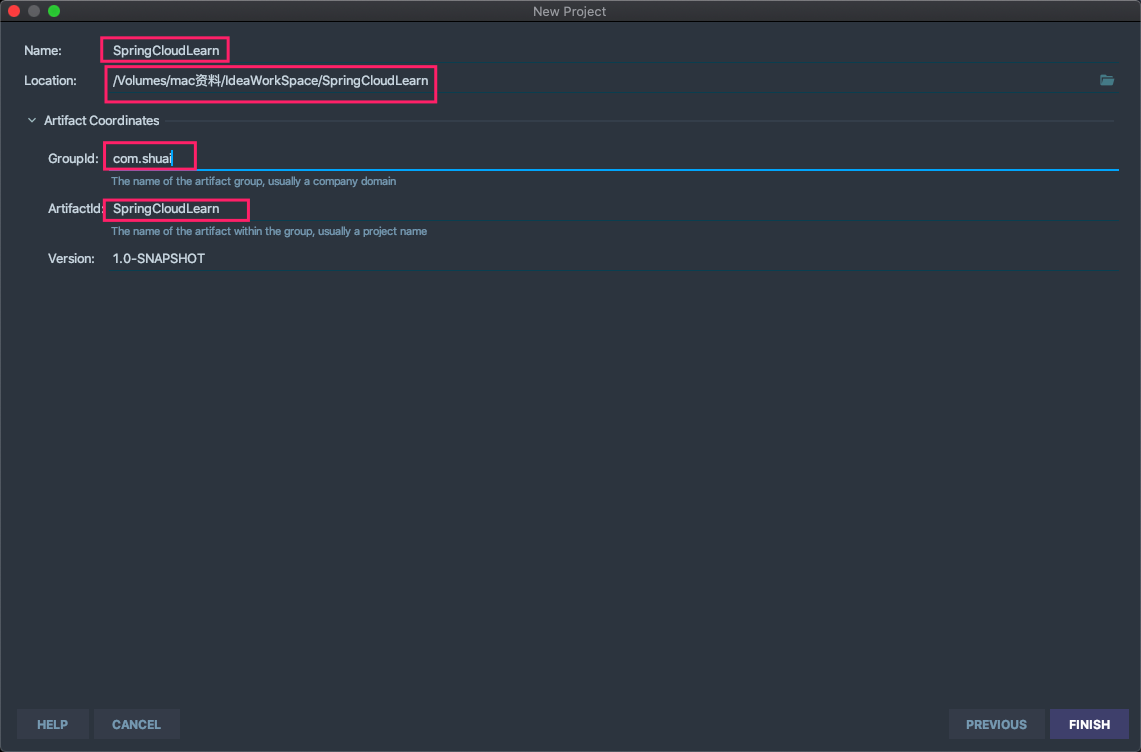 New Project
Name: SpringCloudLearn
Location: /Volumes/mac资料/IdeaWorkSpace/SpringCloudLearn
Artifact Coordinates
GroupId: com.shuai
The name of the artifact group, usually a company domain
ArtifactId: SpringCloudLearn
The name of the artifact within the group, usually a project name
Version: 1.0-SNAPSHOT
HELP CANCEL PREVIOUS FINISH